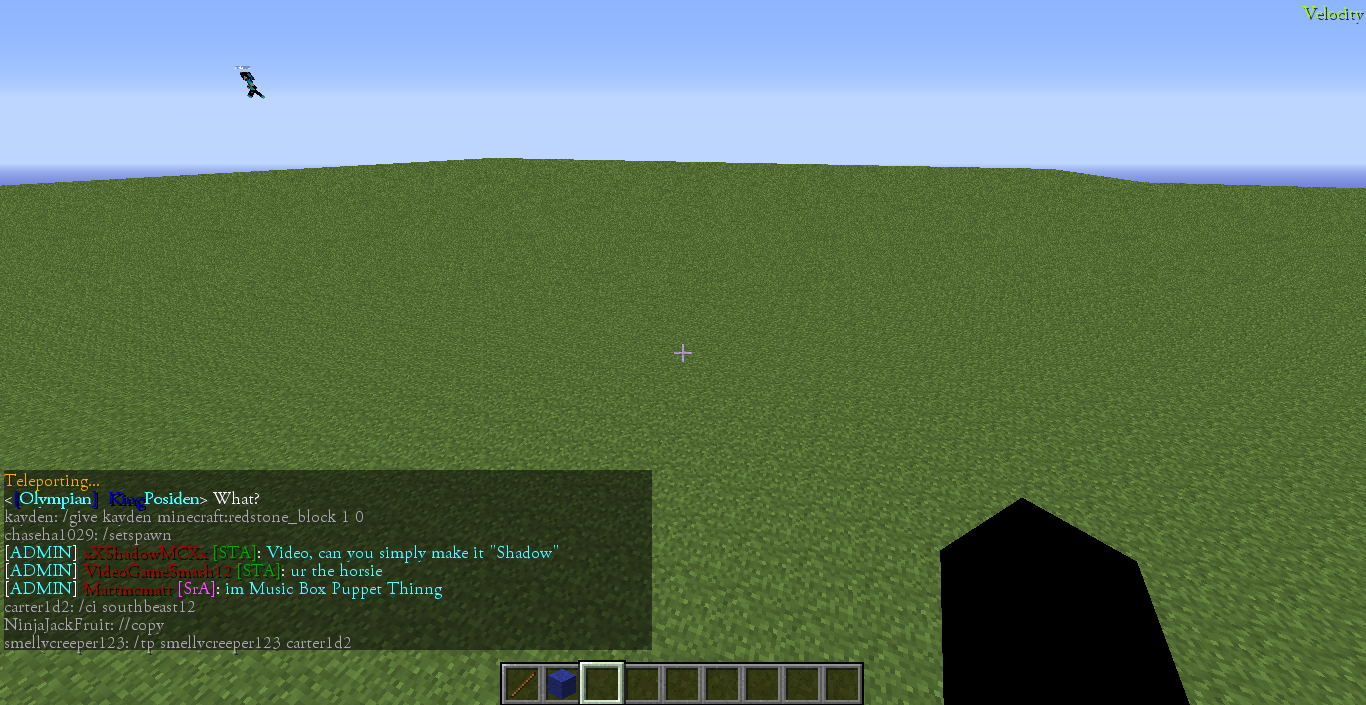 Velocity
Teleporting...
<[Olympian] KingPosiden> What?
kayden: /give kayden minecraft:redstone_block 1 0
chaseha1029: /setspawn
[ADMIN] xXShadowMCXx [STA]: Video, can you simply make it "Shadow"
[ADMIN] VideoGameSmash12 [STA]: ur the horsie
[ADMIN] Mattmcmatt [SrA]: im Music Box Puppet Thinng
carter1d2: /ci southbeast12
NinjaJackFruit: //copy
smellycreeper123: /tp smellycreeper123 carter1d2